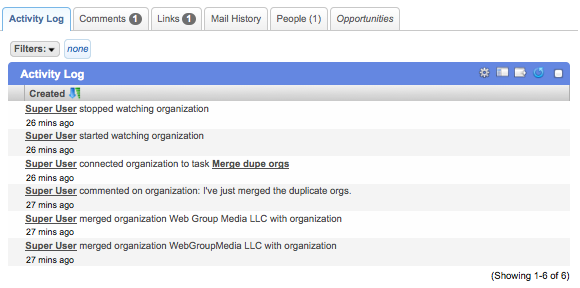 Activity Log Comments 1 Links 1 Mail History People (1) Opportunities
Filters: none
Activity Log
Created
Super User stopped watching organization
26 mins ago
Super User started watching organization
26 mins ago
Super User connected organization to task Merge dupe orgs
26 mins ago
Super User commented on organization: I've just merged the duplicate orgs.
27 mins ago
Super User merged organization Web Group Media LLC with organization
27 mins ago
Super User merged organization WebGroupMedia LLC with organization
27 mins ago
(Showing 1-6 of 6)